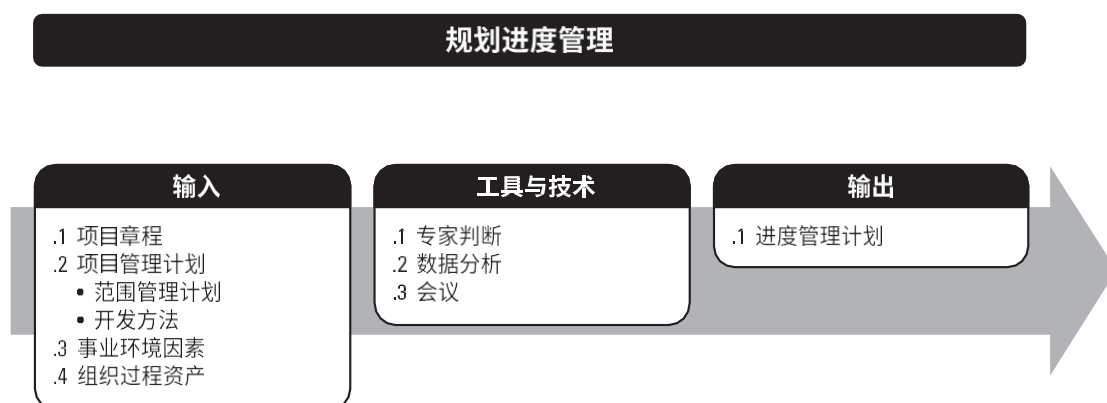 规划进度管理
输入
.1 项目章程
.2 项目管理计划
• 范围管理计划
• 开发方法
.3 事业环境因素
.4 组织过程资产
工具与技术
.1 专家判断
.2 数据分析
.3 会议
输出
.1 进度管理计划